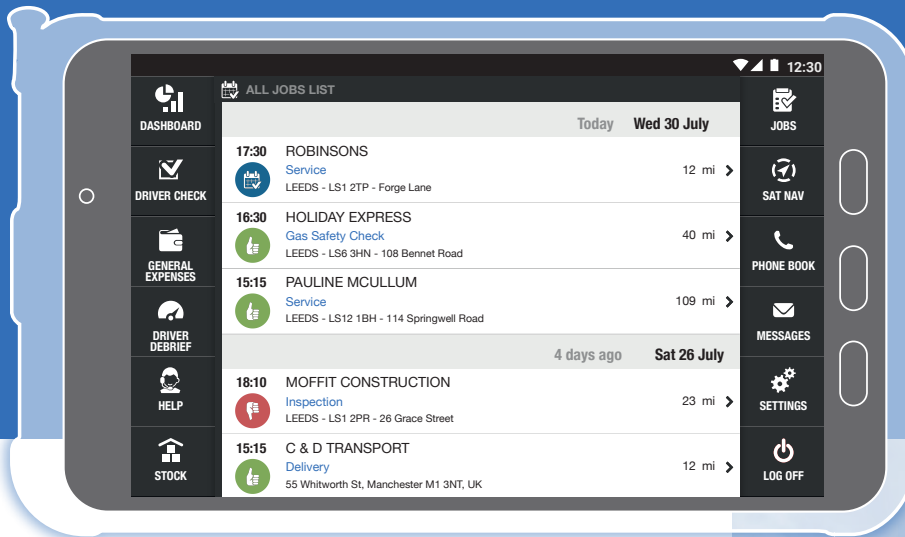 12:30
DASHBOARD
DRIVER CHECK
GENERAL
EXPENSES
DRIVER
DEBRIEF
HELP
STOCK
ALL JOBS LIST
Today Wed 30 July
17:30 ROBINSONS
Service
12 mi
LEEDS - LS1 2TP - Forge Lane
16:30 HOLIDAY EXPRESS
Gas Safety Check
40 mi
LEEDS - LS6 3HN - 108 Bennet Road
15:15 PAULINE MCULLUM
Service
109 mi
LEEDS - LS12 1BH - 114 Springwell Road
4 days ago Sat 26 July
18:10 MOFFIT CONSTRUCTION
Inspection
23 mi
LEEDS - LS1 2PR - 26 Grace Street
15:15 C & D TRANSPORT
Delivery
12 mi
55 Whitworth St, Manchester M1 3NT, UK
JOBS
SAT NAV
PHONE BOOK
MESSAGES
SETTINGS
LOG OFF